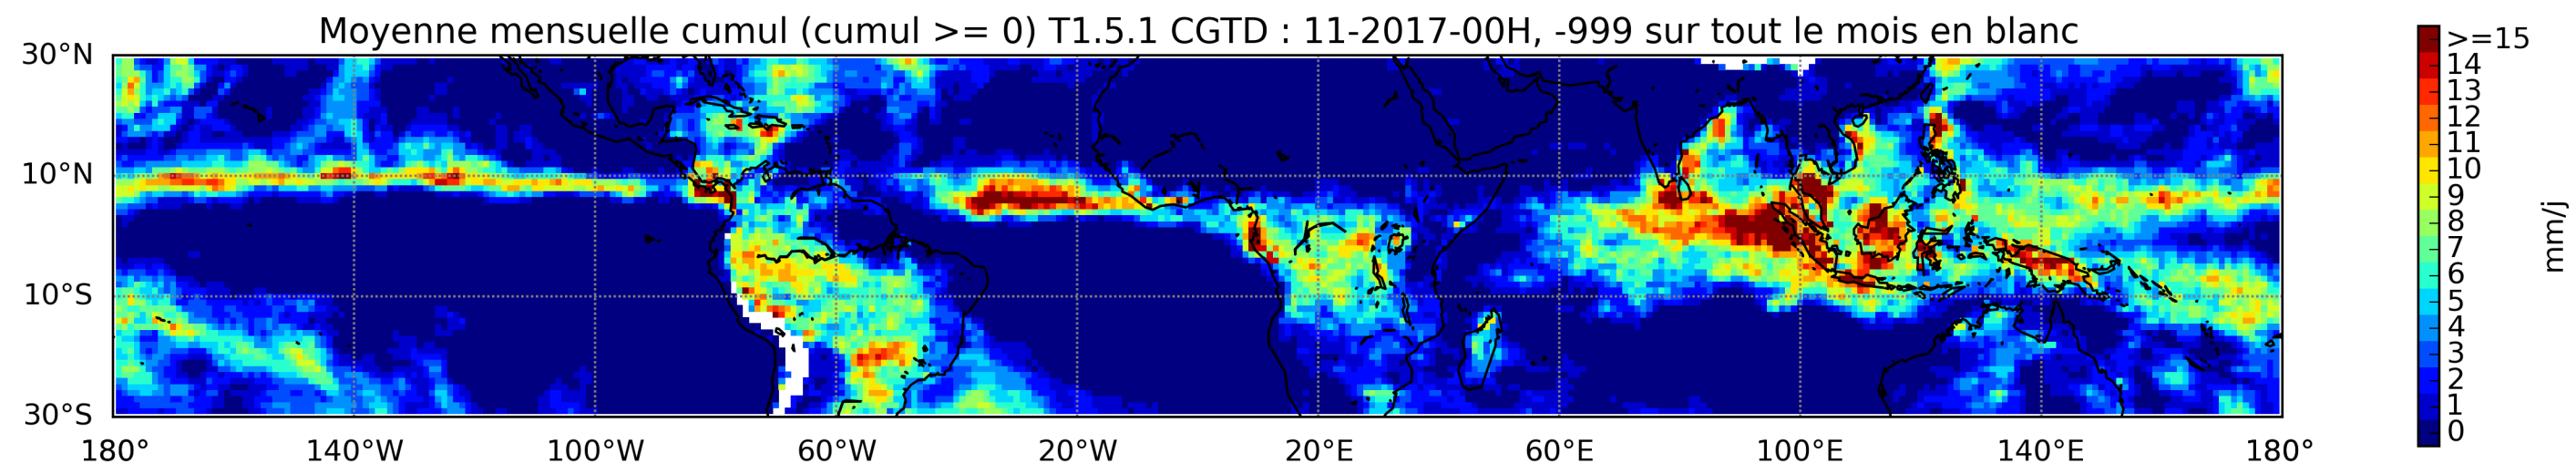 Moyenne mensuelle cumul (cumul >= 0) T1.5.1 CGTD : 11-2017-00H, -999 sur tout le mois en blanc
30°N
10°N
10°S
30°S
180°
140°W
100°W
60°W
20°W
20°E
60°E
100°E
140°E
180°
>=15
14
13
12
11
10
9
8
7
6
5
4
3
2
1
0
mm/j